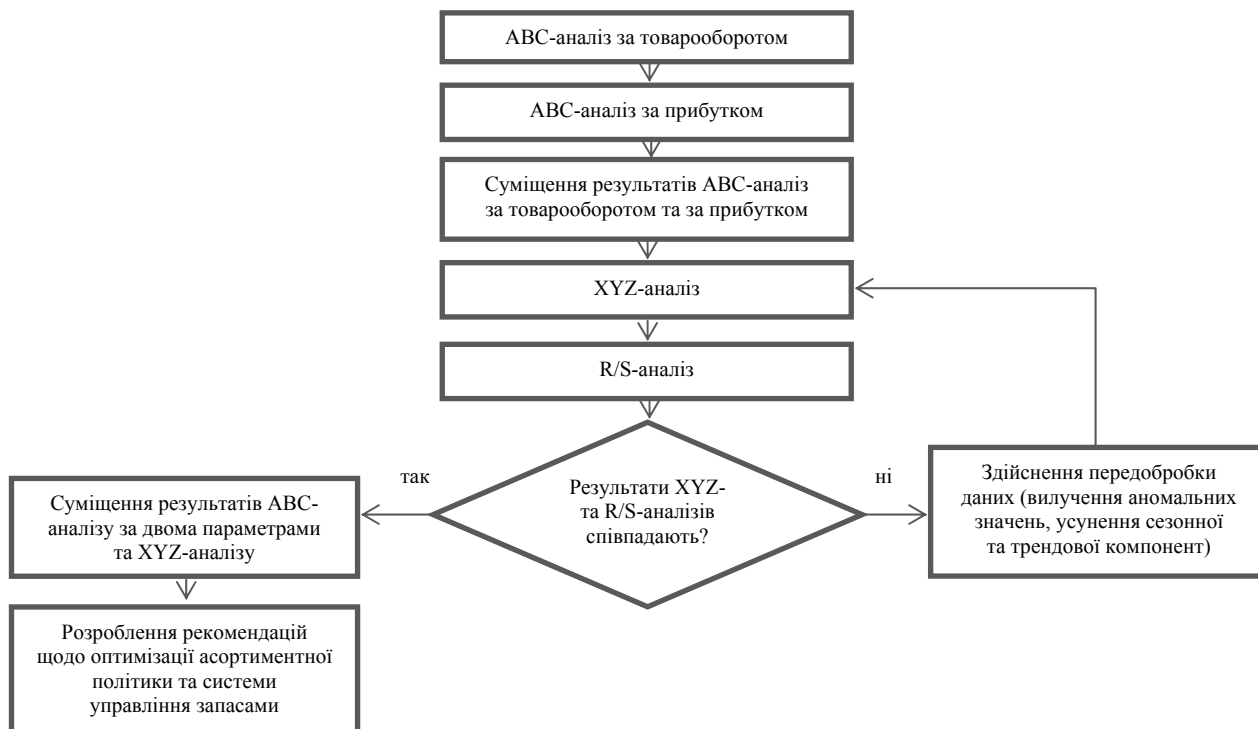 АВС-аналіз за товарооборотом
АВС-аналіз за прибутком
Суміщення результатів АВС-аналіз
за товарооборотом та за прибутком
XYZ-аналіз
R/S-аналіз
так
Результати XYZ-
та R/S-аналізів
співпадають?
ні
Здійснення передобробки
даних (вилучення аномальних
значень, усунення сезонної
та трендової компонент)
Суміщення результатів АВС-
аналізу за двома параметрами
та XYZ-аналізу
Розроблення рекомендацій
щодо оптимізації асортиментної
політики та системи
управління запасами